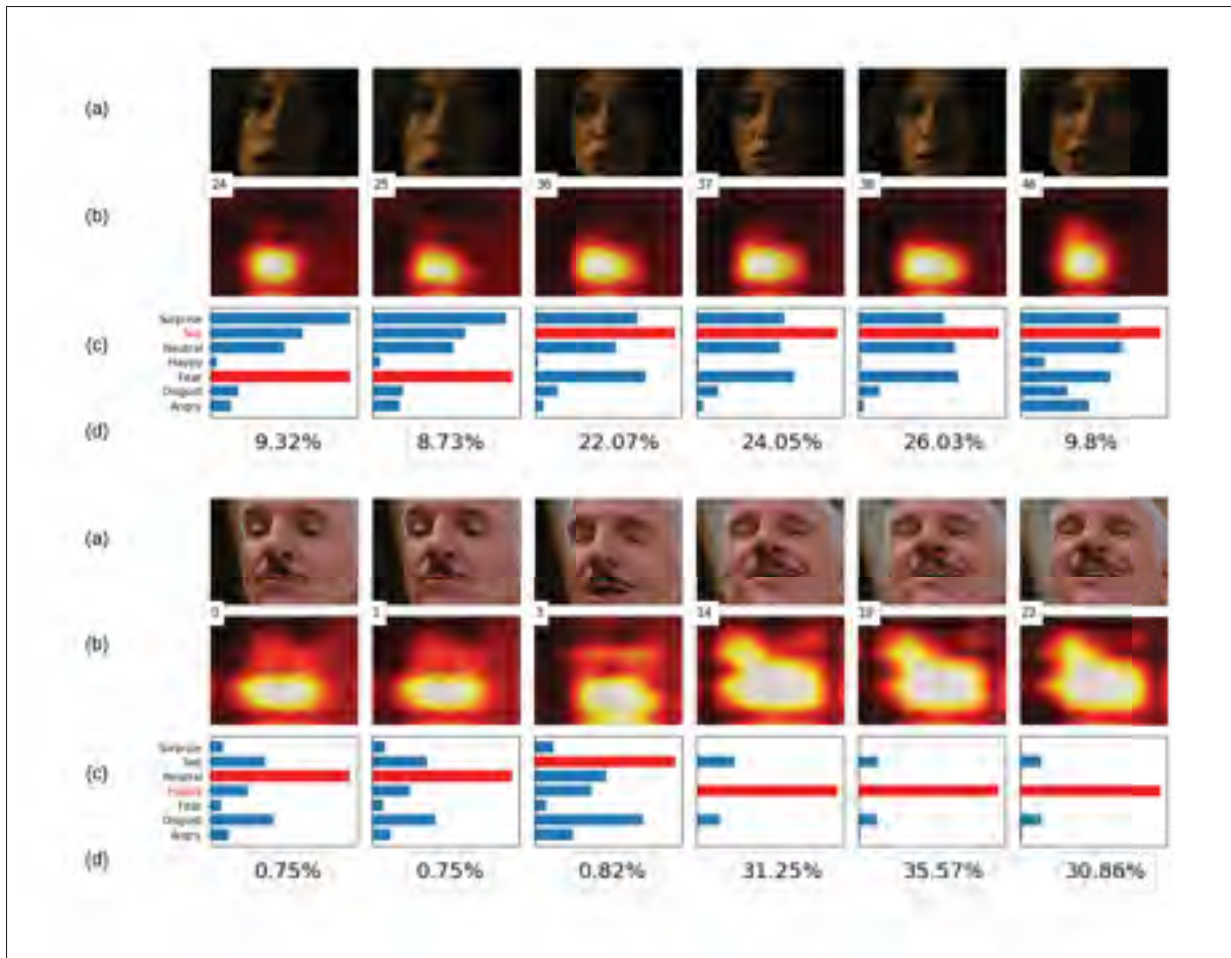 (a)
24 25 36 37 38 46
(b)
(c)
Surprise
Sad
Neutral
Happy
Fear
Disgust
Angry
(d)
9.32% 8.73% 22.07% 24.05% 26.03% 9.8%
(a)
0 1 3 14 19 22
(b)
(c)
Surprise
Sad
Neutral
Happy
Fear
Disgust
Angry
(d)
0.75% 0.75% 0.82% 31.25% 35.57% 30.86%